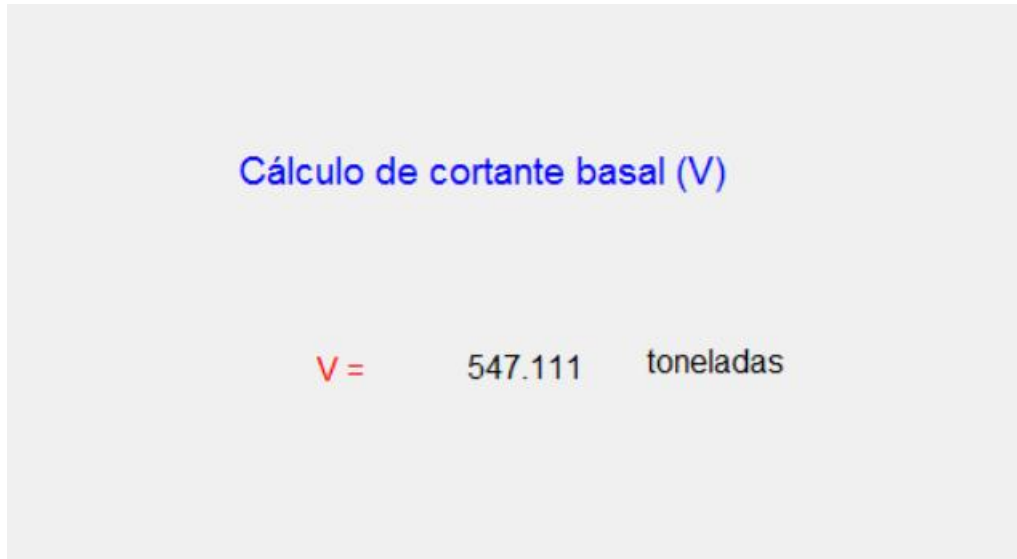 Cálculo de cortante basal (V)
V = 547.111 toneladas